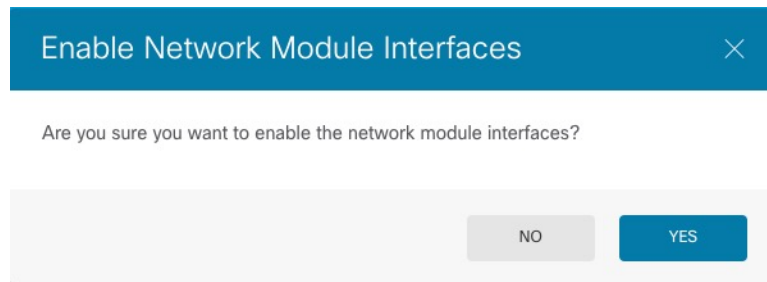 Enable Network Module Interfaces
Are you sure you want to enable the network module interfaces?
NO
YES